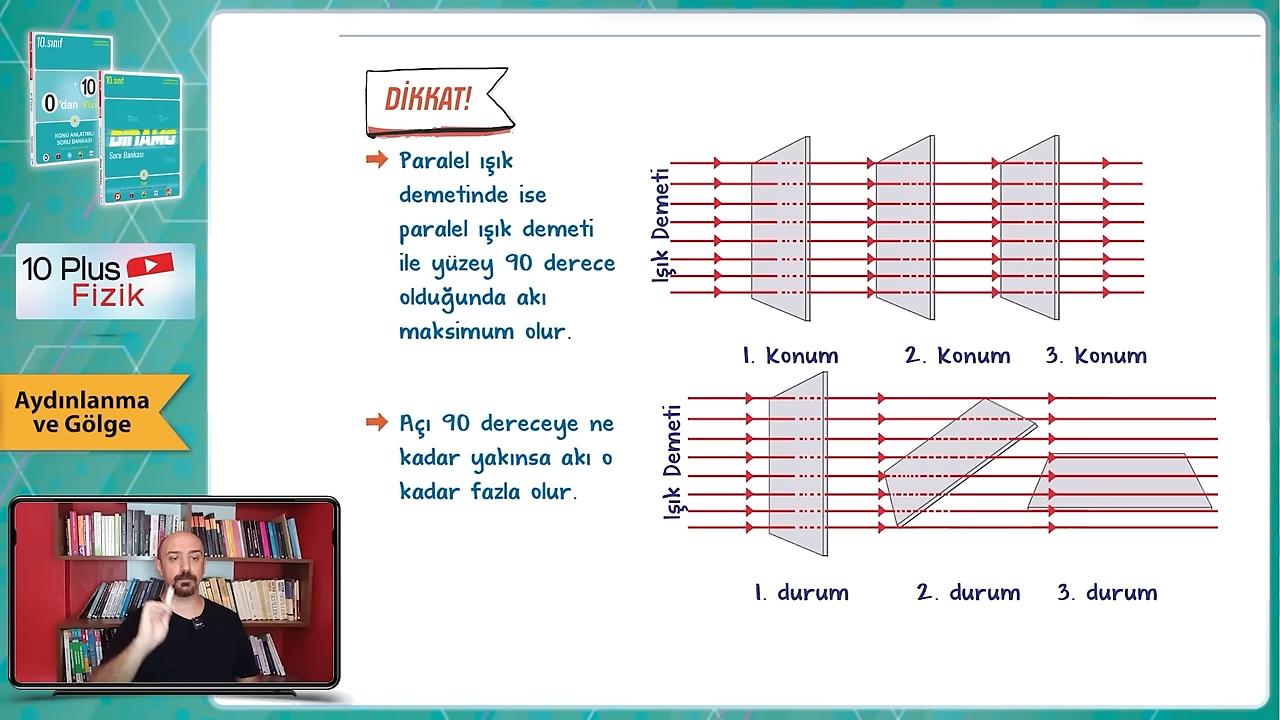 10.sınıf
0'dan 10
Fizik
KONU ANLATIMLI
SORU BANKASI
10.sınıf
DINAMO
Soru Bankası
10 Plus
Fizik
Aydınlanma
ve Gölge
DİKKAT!
Paralel ışık
demetinde ise
paralel ışık demeti
ile yüzey 90 derece
olduğunda akı
maksimum olur.
Açı 90 dereceye ne
kadar yakınsa akı o
kadar fazla olur.
Işık Demeti
1. Konum 2. Konum 3. Konum
Işık Demeti
1. durum 2. durum 3. durum